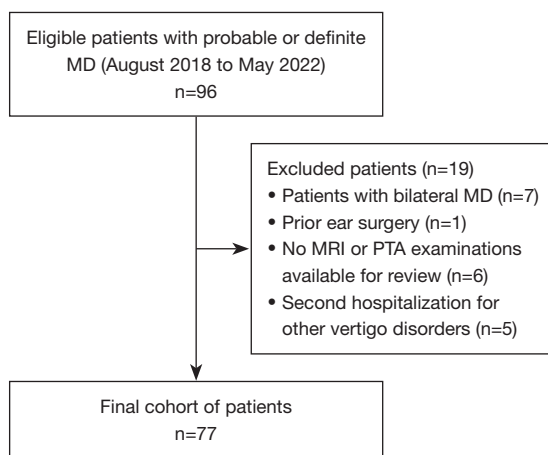 Eligible patients with probable or definite
MD (August 2018 to May 2022)
n=96
Excluded patients (n=19)
• Patients with bilateral MD (n=7)
• Prior ear surgery (n=1)
• No MRI or PTA examinations
available for review (n=6)
• Second hospitalization for
other vertigo disorders (n=5)
Final cohort of patients
n=77